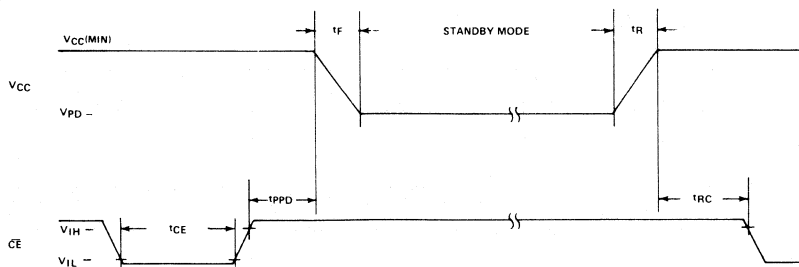 tF
STANDBY MODE
tR
VCC(MIN)
VCC
VPD
tPPD
tRC
tCE
VIH
CE
VIL